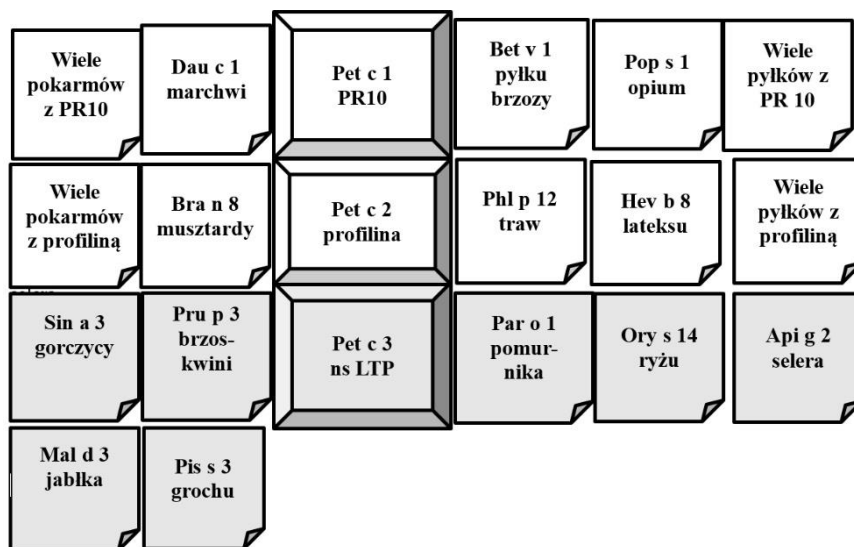 Wiele
pokarmów
z PR10
Dau c 1
marchwi
Pet c 1
PR10
Bet v 1
pyłku
brzozy
Pop s 1
opium
Wiele
pyłków z
PR 10
Wiele
pokarmów
z profiliną
Bra n 8
musztardy
Pet c 2
profilina
Phl p 12
traw
Hev b 8
lateksu
Wiele
pyłków z
profiliną
Sin a 3
gorczycy
Pru p 3
brzos-
kwini
Pet c 3
ns LTP
Par o 1
pomur-
nika
Ory s 14
ryżu
Api g 2
selera
Mal d 3
jabłka
Pis s 3
grochu